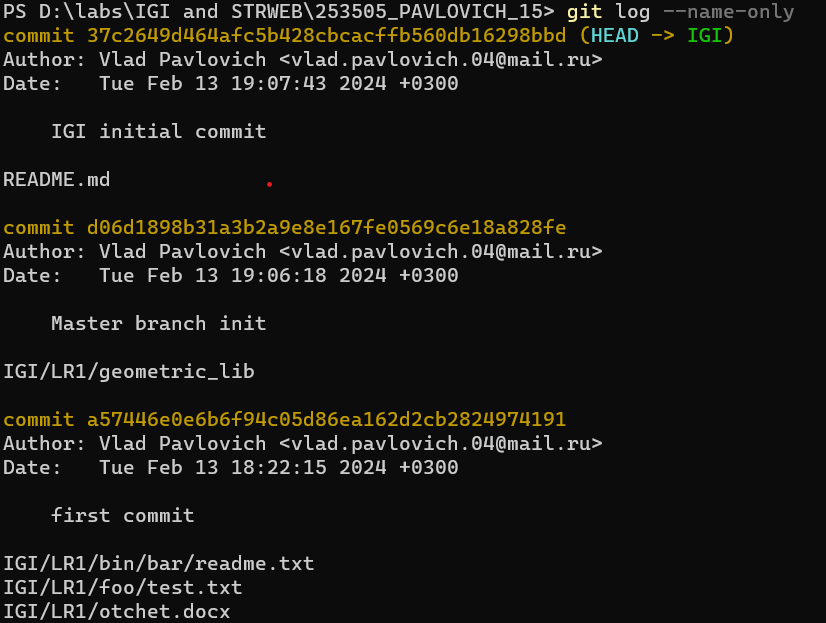 PS D:\labs\IGI and STRWEB\253505_PAVLOVICH_15> git log --name-only
commit 37c2649d464afc5b428cbcacffb560db16298bbd (HEAD -> IGI)
Author: Vlad Pavlovich <vlad.pavlovich.04@mail.ru>
Date:   Tue Feb 13 19:07:43 2024 +0300

    IGI initial commit

README.md

commit d06d1898b31a3b2a9e8e167fe0569c6e18a828fe
Author: Vlad Pavlovich <vlad.pavlovich.04@mail.ru>
Date:   Tue Feb 13 19:06:18 2024 +0300

    Master branch init

IGI/LR1/geometric_lib

commit a57446e0e6b6f94c05d86ea162d2cb2824974191
Author: Vlad Pavlovich <vlad.pavlovich.04@mail.ru>
Date:   Tue Feb 13 18:22:15 2024 +0300

    first commit

IGI/LR1/bin/bar/readme.txt
IGI/LR1/foo/test.txt
IGI/LR1/otchet.docx